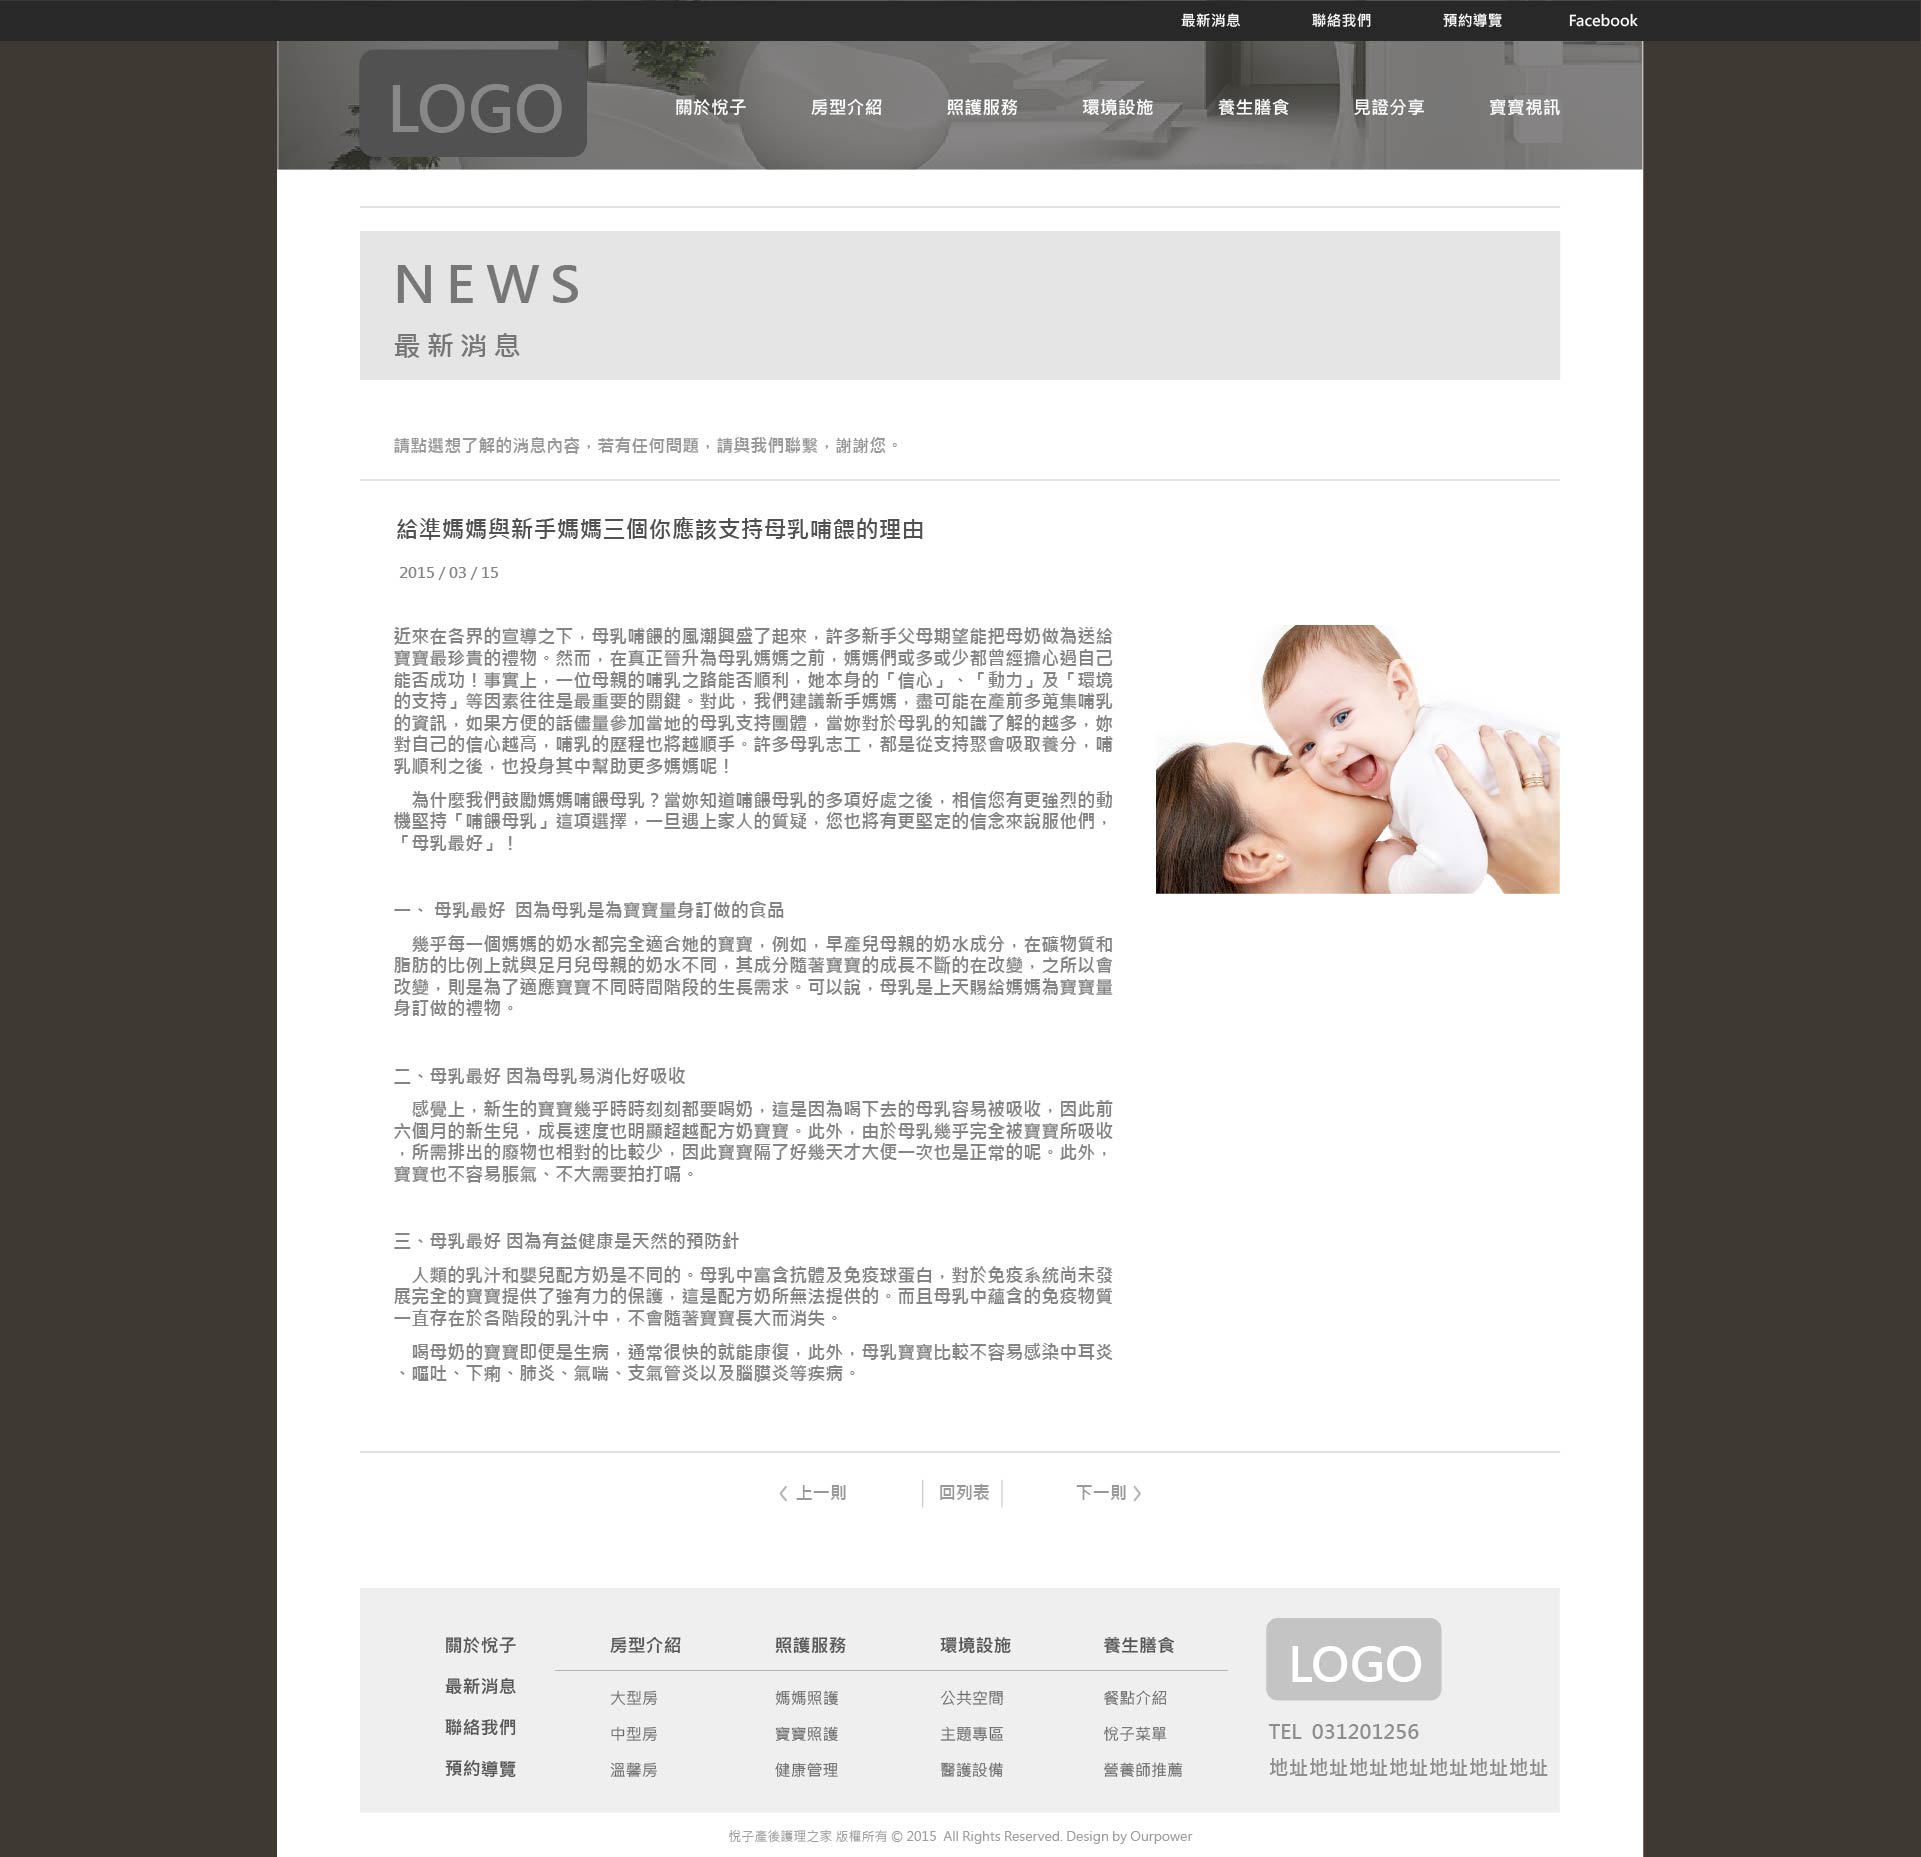 最新消息 聯絡我們 預約導覽 Facebook
LOGO
關於悅子 房型介紹 照護服務 環境設施 養生膳食 見證分享 寶寶視訊
NEWS
最新消息
請點選想了解的消息內容，若有任何問題，請與我們聯繫，謝謝您。
給準媽媽與新手媽媽三個你應該支持母乳哺餵的理由
2015 / 03 / 15
近來在各界的宣導之下，母乳哺餵的風潮興盛了起來，許多新手父母期望能把母奶做為送給
寶寶最珍貴的禮物。然而，在真正晉升為母乳媽媽之前，媽媽們或多或少都曾經擔心過自己
能否成功！事實上，一位母親的哺乳之路能否順利，她本身的「信心」、「動力」及「環境
的支持」等因素往往是最重要的關鍵。對此，我們建議新手媽媽，盡可能在產前多蒐集哺乳
的資訊，如果方便的話儘量參加當地的母乳支持團體，當妳對於母乳的知識了解的越多，妳
對自己的信心越高，哺乳的歷程也將越順手。許多母乳志工，都是從支持聚會吸取養分，哺
乳順利之後，也投身其中幫助更多媽媽呢！
為什麼我們鼓勵媽媽哺餵母乳？當妳知道哺餵母乳的多項好處之後，相信您有更強烈的動
機堅持「哺餵母乳」這項選擇，一旦遇上家人的質疑，您也將有更堅定的信念來說服他們，
「母乳最好」！
一、 母乳最好 因為母乳是為寶寶量身訂做的食品
幾乎每一個媽媽的奶水都完全適合她的寶寶，例如，早產兒母親的奶水成分，在礦物質和
脂肪的比例上就與足月兒母親的奶水不同，其成分隨著寶寶的成長不斷的在改變，之所以會
改變，則是為了適應寶寶不同時間階段的生長需求。可以說，母乳是上天賜給媽媽為寶寶量
身訂做的禮物。
二、母乳最好 因為母乳易消化好吸收
感覺上，新生的寶寶幾乎時時刻刻都要喝奶，這是因為喝下去的母乳容易被吸收，因此前
六個月的新生兒，成長速度也明顯超越配方奶寶寶。此外，由於母乳幾乎完全被寶寶所吸收
，所需排出的廢物也相對的比較少，因此寶寶隔了好幾天才大便一次也是正常的呢。此外，
寶寶也不容易脹氣、不大需要拍打嗝。
三、母乳最好 因為有益健康是天然的預防針
人類的乳汁和嬰兒配方奶是不同的。母乳中富含抗體及免疫球蛋白，對於免疫系統尚未發
展完全的寶寶提供了強有力的保護，這是配方奶所無法提供的。而且母乳中蘊含的免疫物質
一直存在於各階段的乳汁中，不會隨著寶寶長大而消失。
喝母奶的寶寶即便是生病，通常很快的就能康復，此外，母乳寶寶比較不容易感染中耳炎
、嘔吐、下痢、肺炎、氣喘、支氣管炎以及腦膜炎等疾病。
上一則 回列表 下一則
關於悅子 房型介紹 照護服務 環境設施 養生膳食
最新消息
聯絡我們
預約導覽
大型房 媽媽照護 公共空間 餐點介紹
中型房 寶寶照護 主題專區 悅子菜單
溫馨房 健康管理 醫護設備 營養師推薦
LOGO
TEL 031201256
地址地址地址地址地址地址地址
悅子產後護理之家 版權所有 © 2015 All Rights Reserved. Design by Ourpower